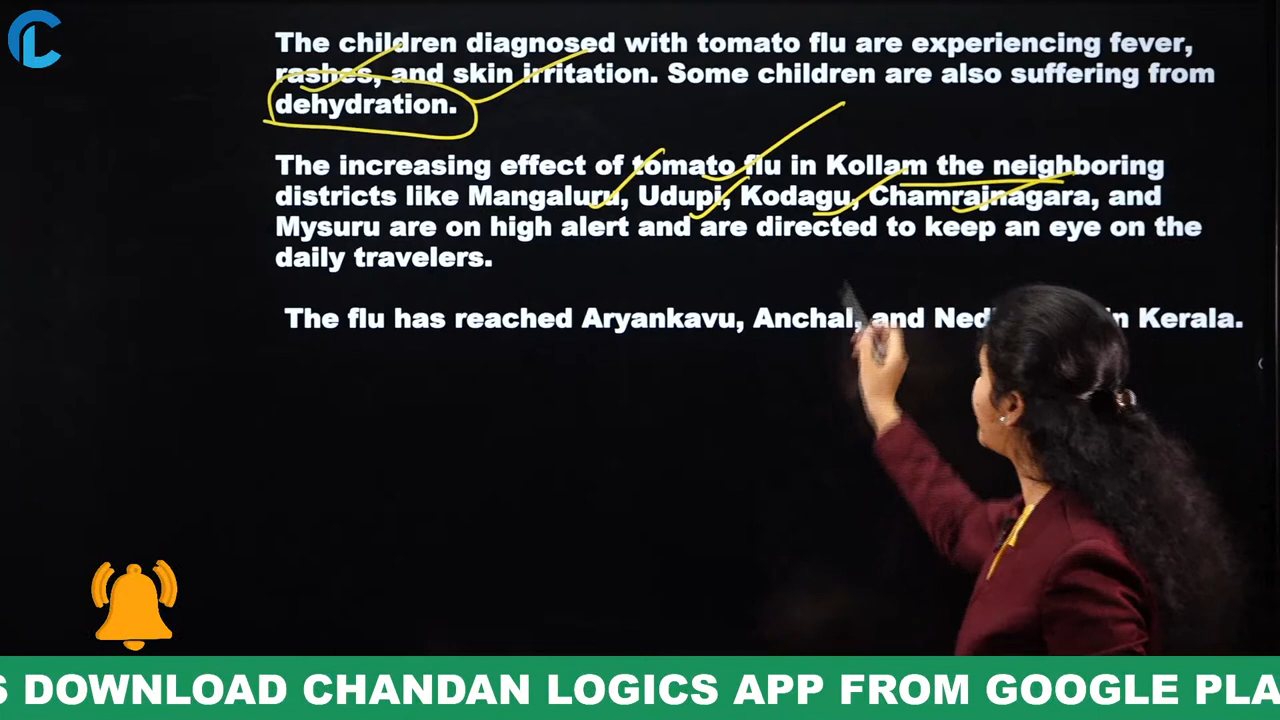 The children diagnosed with tomato flu are experiencing fever,
rashes, and skin irritation. Some children are also suffering from
dehydration.
The increasing effect of tomato flu in Kollam the neighboring
districts like Mangaluru, Udupi, Kodagu, Chamrajnagara, and
Mysuru are on high alert and are directed to keep an eye on the
daily travelers.
The flu has reached Aryankavu, Anchal, and in Kerala.
DOWNLOAD CHANDAN LOGICS APP FROM GOOGLE